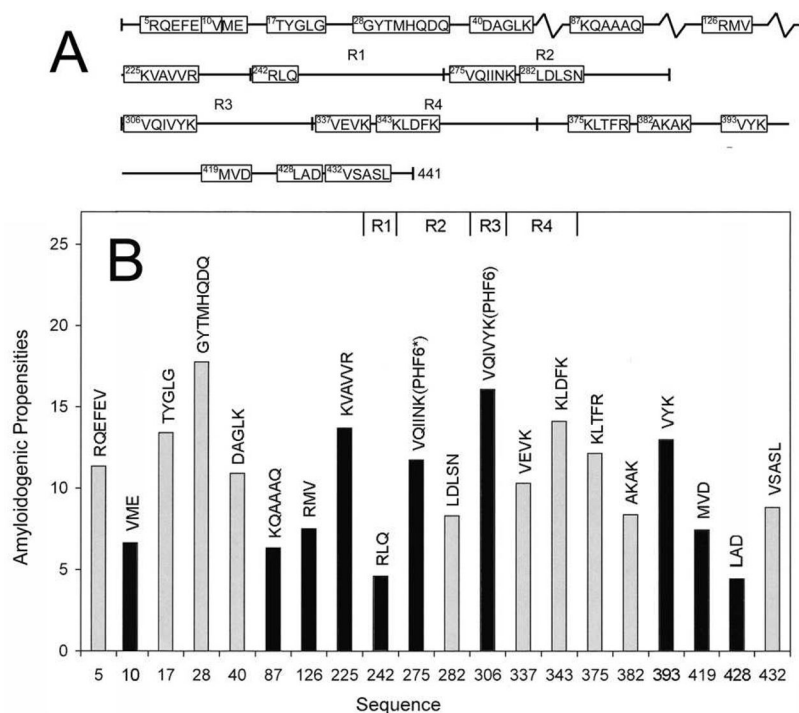 A
5RQEFE 10VME 17TYGLG 28GYTMHQDQ 40DAGLK 87KQAAAQ 126RMV
R1 R2
225KVAVVR 242RLQ 275VQIINK 282LDLSN
R3 R4
306VQIVYK 337VEVK 343KLDFK 375KLTFR 382AKAK 393VYK
419MVD 428LAD 432VSASL 441
B
R1 R2 R3 R4
Amyloidogenic Propensities
25
20
15
10
5
0
RQEFEV
VME
TYGLG
GYTMHQDQ
DAGLK
KQAAAQ
RMV
KVAVVR
RLQ
VQIINK(PHF6*)
LDLSN
VQIVYK(PHF6)
VEVK
KLDFK
KLTFR
AKAK
VYK
MVD
LAD
VSASL
5 10 17 28 40 87 126 225 242 275 282 306 337 343 375 382 393 419 428 432
Sequence